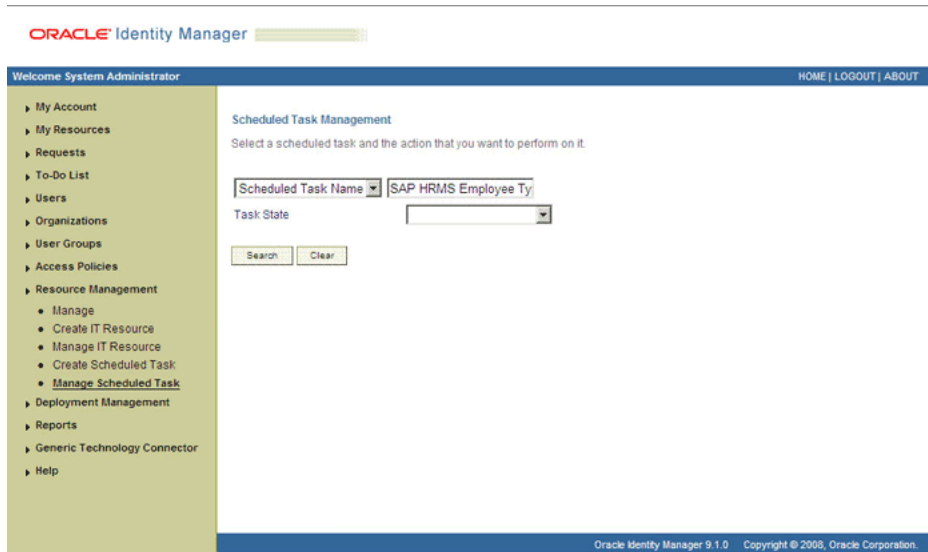 ORACLE Identity Manager
Welcome System Administrator
HOME | LOGOUT | ABOUT
My Account
My Resources
Requests
To-Do List
Users
Organizations
User Groups
Access Policies
Resource Management
Manage
Create IT Resource
Manage IT Resource
Create Scheduled Task
Manage Scheduled Task
Deployment Management
Reports
Generic Technology Connector
Help
Scheduled Task Management
Select a scheduled task and the action that you want to perform on it.
Scheduled Task Name SAP HRMS Employee Ty
Task State
Search Clear
Oracle Identity Manager 9.1.0 Copyright © 2008, Oracle Corporation.